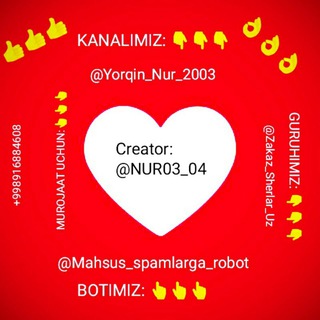 KANALIMIZ: 👇👇👇
@Yorqin_Nur_2003
Creator:
@NUR03_04
+998916884608
MUROJAAT UCHUN: 👇👇👇
GURUHIMIZ: 👇👇👇
@Zakaz_Sherlar_Uz
@Mahsus_spamlarga_robot
BOTIMIZ: 👆👆👆